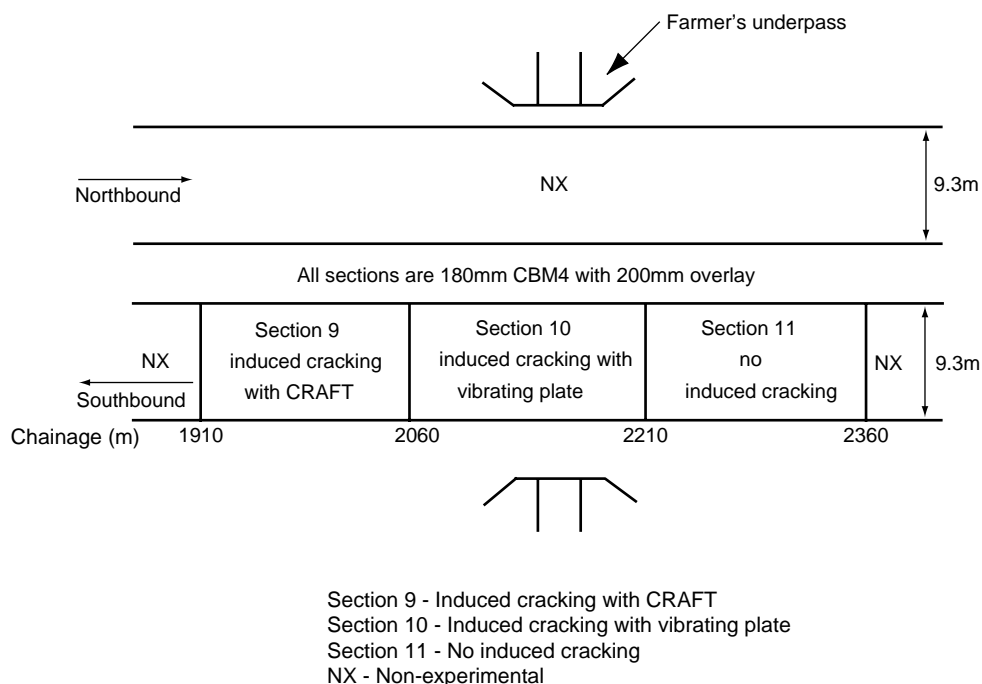 Farmer's underpass
NX
9.3m
Northbound
All sections are 180mm CBM4 with 200mm overlay
NX
Southbound
Section 9
induced cracking
with CRAFT
Section 10
induced cracking with
vibrating plate
Section 11
no
induced cracking
NX
9.3m
Chainage (m)
1910
2060
2210
2360
Section 9 - Induced cracking with CRAFT
Section 10 - Induced cracking with vibrating plate
Section 11 - No induced cracking
NX - Non-experimental